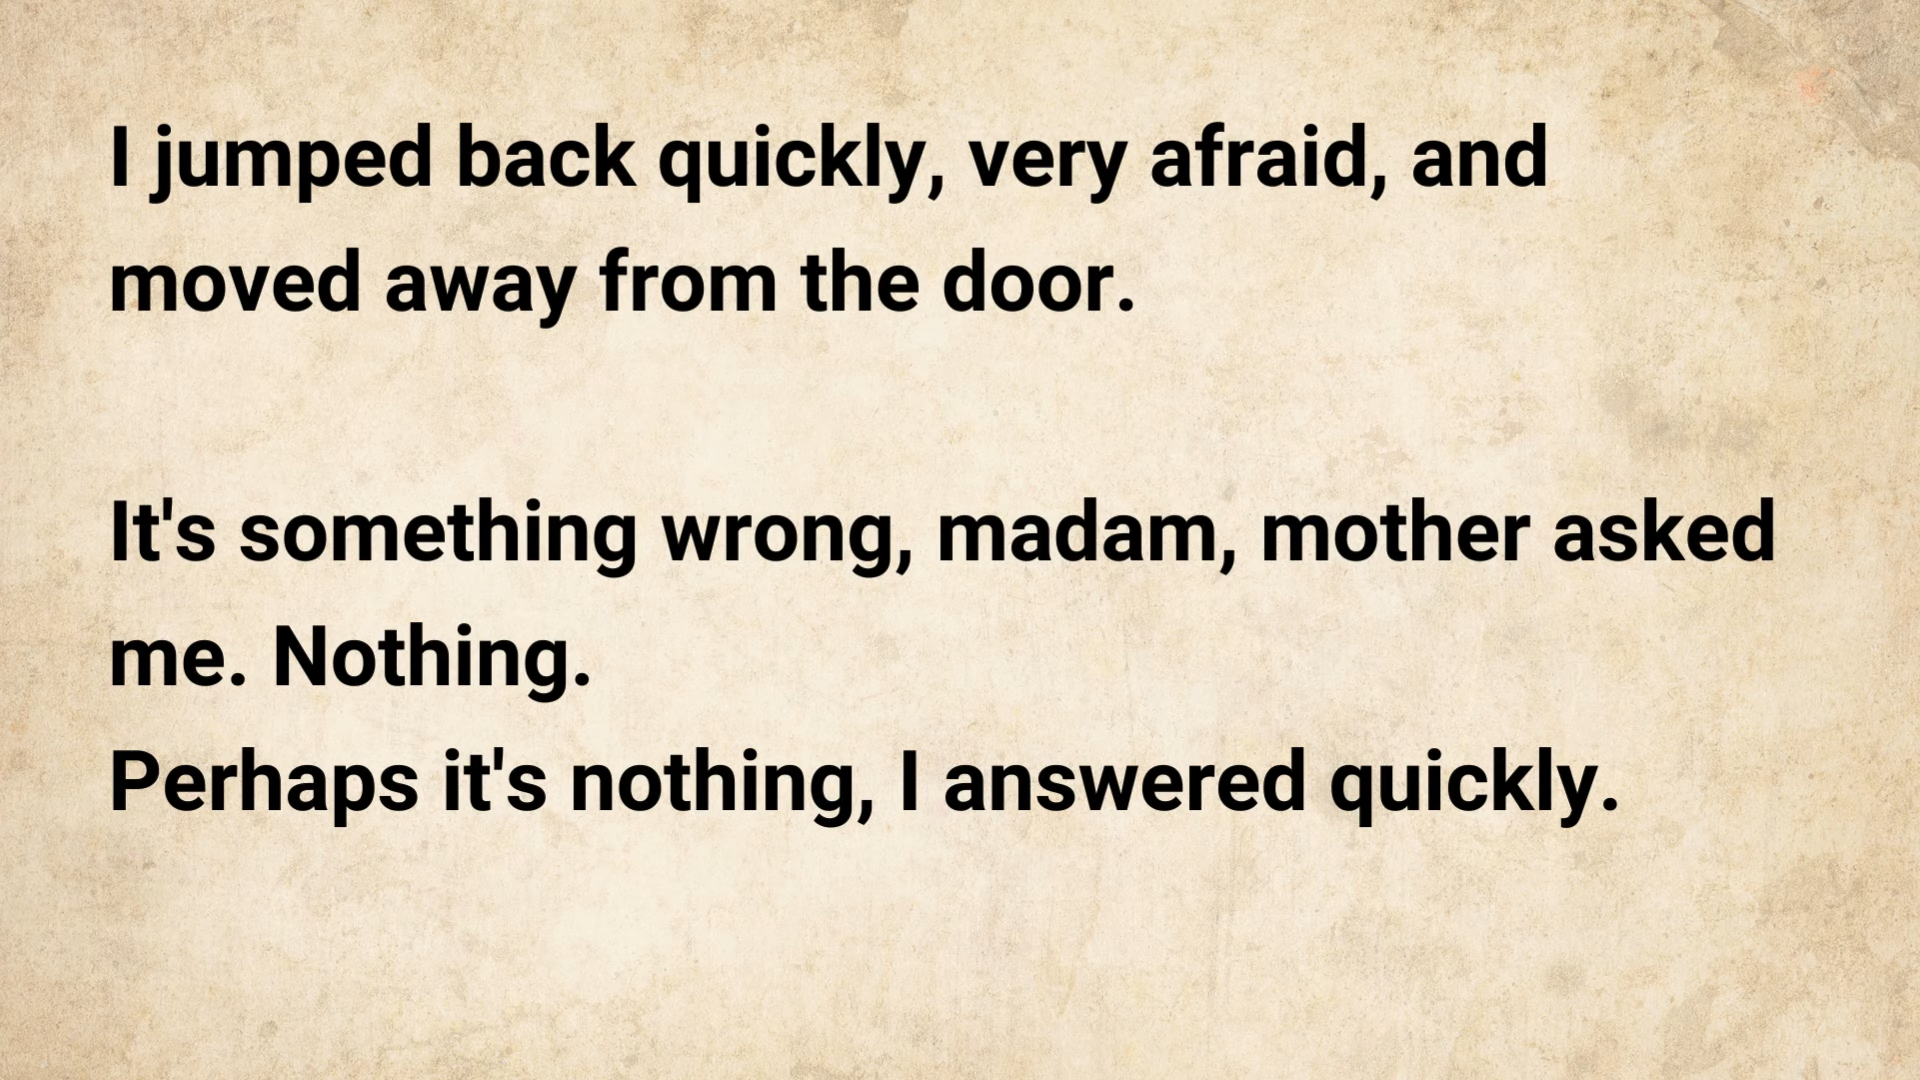 I jumped back quickly, very afraid, and
moved away from the door.
It's something wrong, madam, mother asked
me. Nothing.
Perhaps it's nothing, I answered quickly.